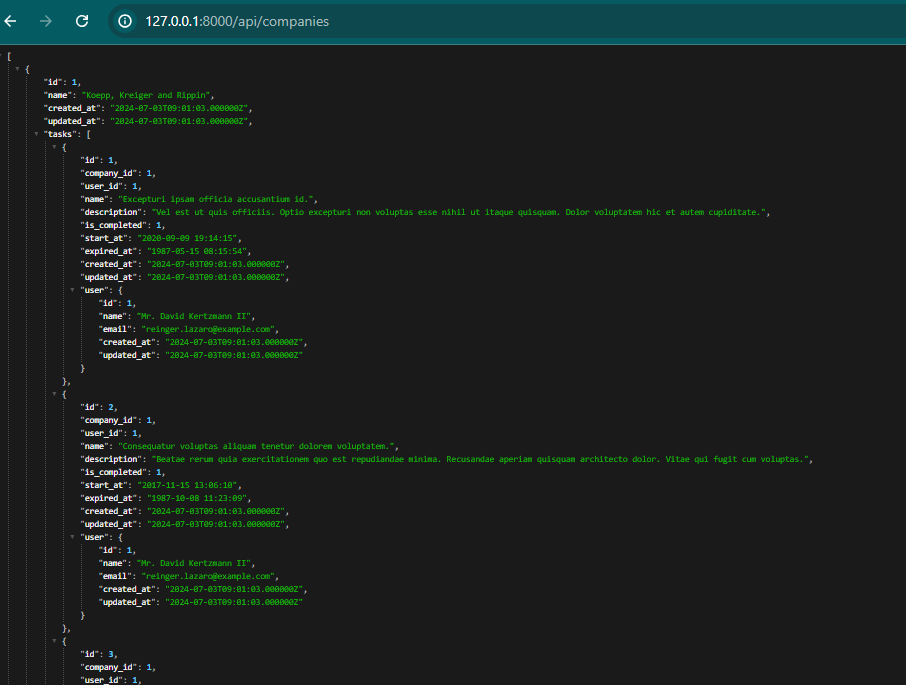 127.0.0.1:8000/api/companies
[
{
"id": 1,
"name": "Koepp, Kreiger and Rippin",
"created_at": "2024-07-03T09:01:03.000000Z",
"updated_at": "2024-07-03T09:01:03.000000Z",
"tasks": [
{
"id": 1,
"company_id": 1,
"user_id": 1,
"name": "Excepturi ipsam officia accusantium id.",
"description": "Vel est ut quis officiis. Optio excepturi non voluptas esse nihil ut itaque quisquam. Dolor voluptatem hic et autem cupiditate.",
"is_completed": 1,
"start_at": "2020-09-09 19:14:15",
"expired_at": "1987-05-15 08:15:54",
"created_at": "2024-07-03T09:01:03.000000Z",
"updated_at": "2024-07-03T09:01:03.000000Z",
"user": {
"id": 1,
"name": "Mr. David Kertzmann II",
"email": "reinger.lazaro@example.com",
"created_at": "2024-07-03T09:01:03.000000Z",
"updated_at": "2024-07-03T09:01:03.000000Z"
}
},
{
"id": 2,
"company_id": 1,
"user_id": 1,
"name": "Consequatur voluptas aliquam tenetur dolorem voluptatem.",
"description": "Beatae rerum quia exercitationem quo est repudiandae minima. Recusandae aperiam quisquam architecto dolor. Vitae qui fugit cum voluptas.",
"is_completed": 1,
"start_at": "2017-11-15 13:06:10",
"expired_at": "1987-10-08 11:23:09",
"created_at": "2024-07-03T09:01:03.000000Z",
"updated_at": "2024-07-03T09:01:03.000000Z",
"user": {
"id": 1,
"name": "Mr. David Kertzmann II",
"email": "reinger.lazaro@example.com",
"created_at": "2024-07-03T09:01:03.000000Z",
"updated_at": "2024-07-03T09:01:03.000000Z"
}
},
{
"id": 3,
"company_id": 1,
"user_id": 1,